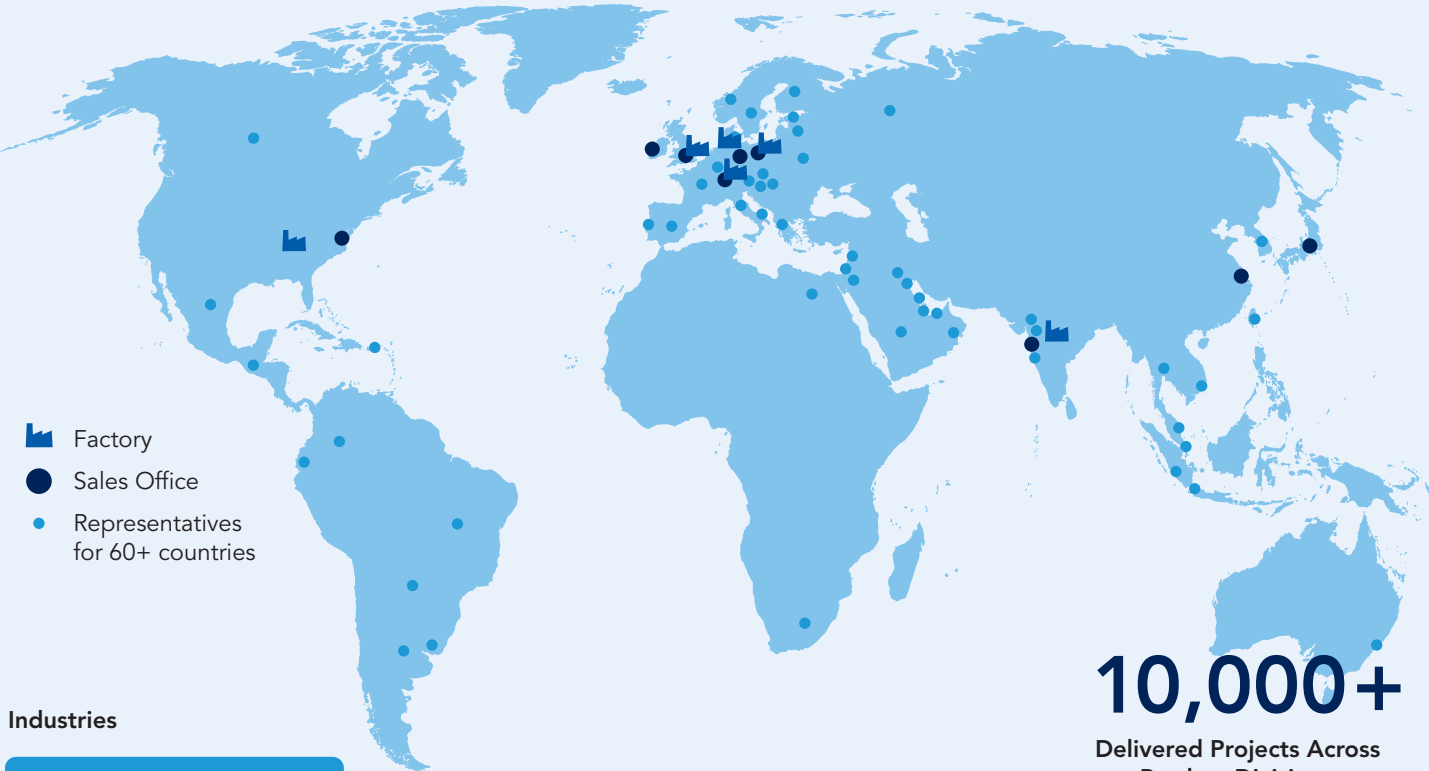 Factory
Sales Office
Representatives
for 60+ countries
Industries
10,000+
Delivered Projects Across